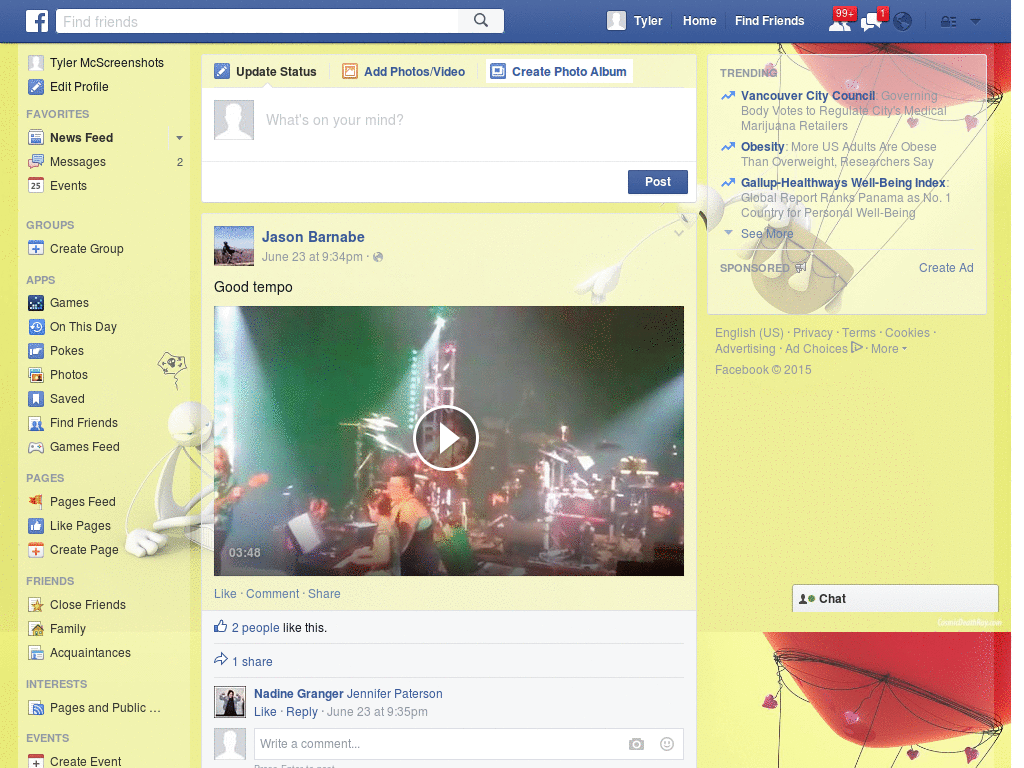 Find friends
Tyler
Home
Find Friends
99+
1
Tyler McScreenshots
Edit Profile
FAVORITES
News Feed
Messages 2
25 Events
GROUPS
Create Group
APPS
Games
On This Day
Pokes
Photos
Saved
Find Friends
Games Feed
PAGES
Pages Feed
Like Pages
Create Page
FRIENDS
Close Friends
Family
Acquaintances
INTERESTS
Pages and Public ...
EVENTS
Create Event
Update Status
Add Photos/Video
Create Photo Album
What's on your mind?
Post
Jason Barnabe
June 23 at 9:34pm ·
Good tempo
03:48
Like · Comment · Share
2 people like this.
1 share
Nadine Granger Jennifer Paterson
Like · Reply · June 23 at 9:35pm
Write a comment...
Press Enter to post.
TRENDING
Vancouver City Council: Governing
Body Votes to Regulate City's Medical
Marijuana Retailers
Obesity: More US Adults Are Obese
Than Overweight, Researchers Say
Gallup-Healthways Well-Being Index:
Global Report Ranks Panama as No. 1
Country for Personal Well-Being
See More
SPONSORED
Create Ad
English (US) · Privacy · Terms · Cookies ·
Advertising · Ad Choices · More
Facebook © 2015
Chat